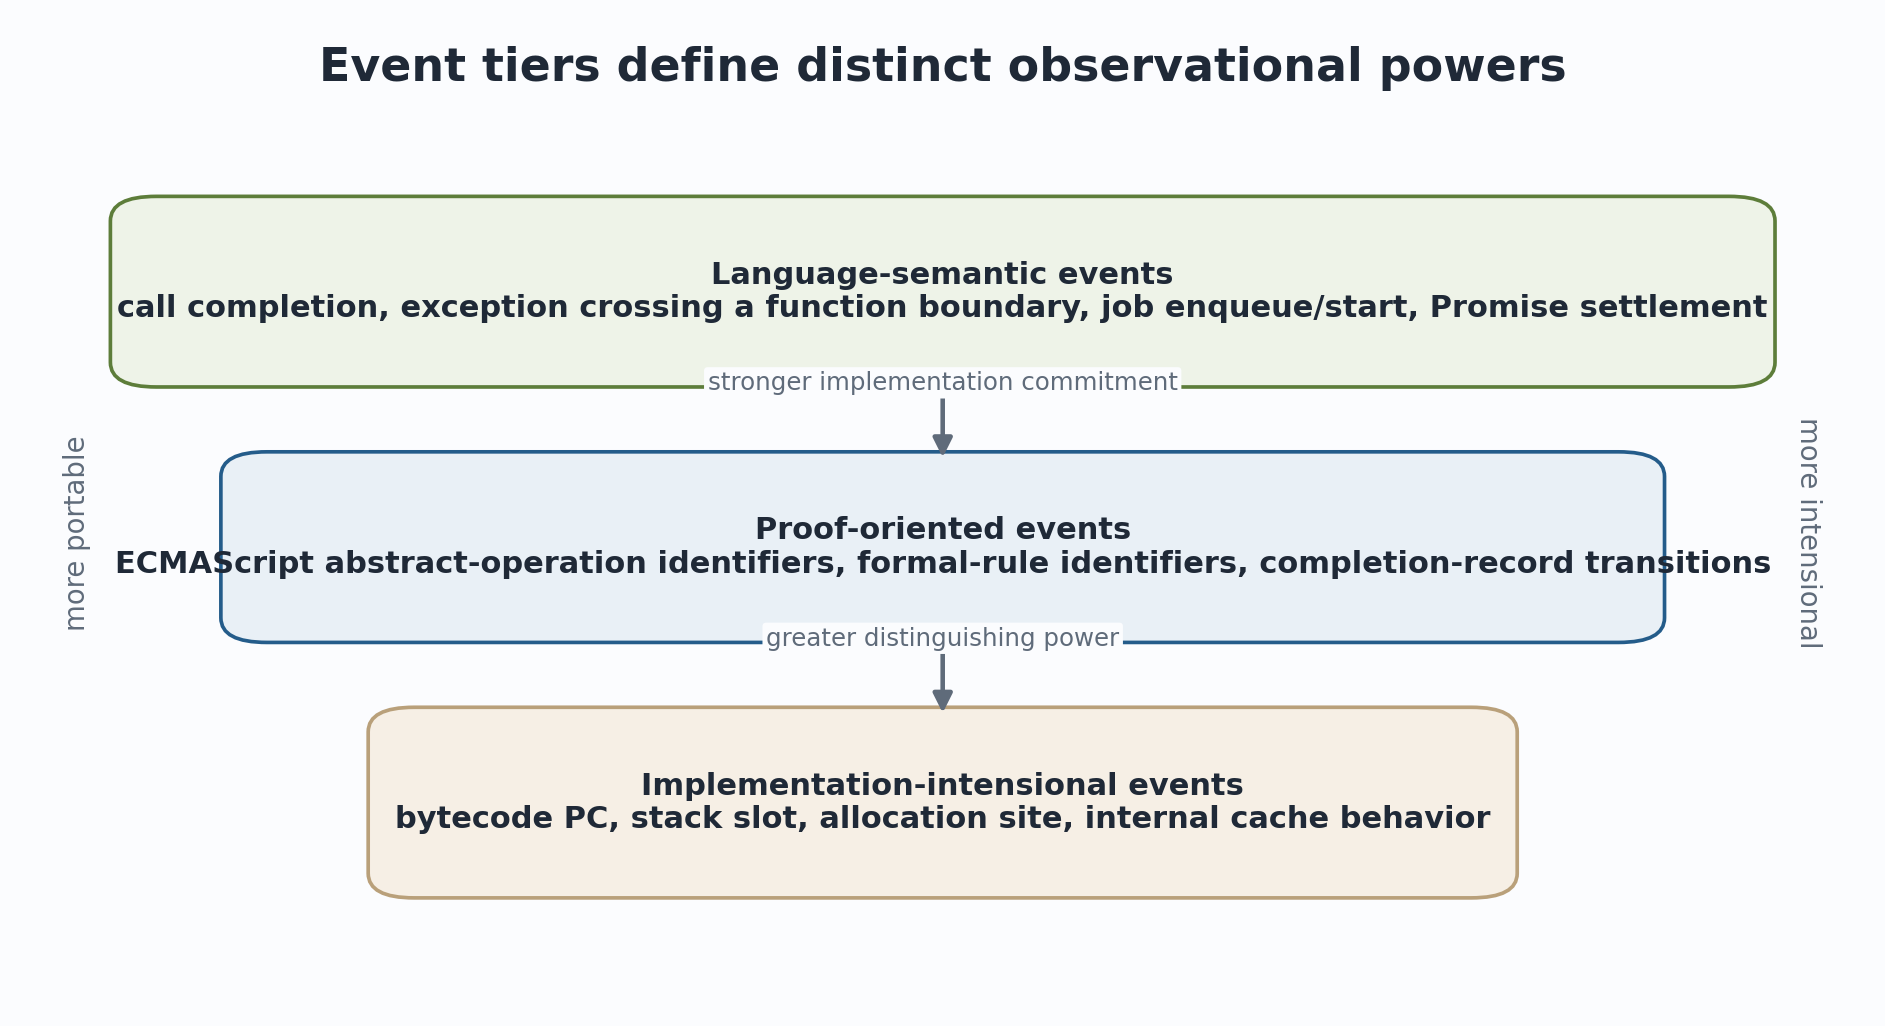 Event tiers define distinct observational powers
Language-semantic events
call completion, exception crossing a function boundary, job enqueue/start, Promise settlement
stronger implementation commitment
more portable
more intensional
Proof-oriented events
ECMAScript abstract-operation identifiers, formal-rule identifiers, completion-record transitions
greater distinguishing power
Implementation-intensional events
bytecode PC, stack slot, allocation site, internal cache behavior